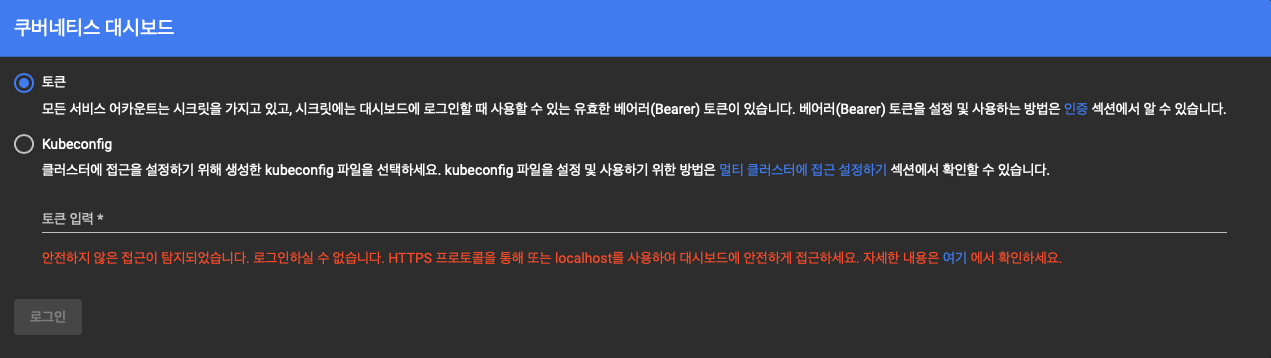 쿠버네티스 대시보드
토큰
모든 서비스 어카운트는 시크릿을 가지고 있고, 시크릿에는 대시보드에 로그인할 때 사용할 수 있는 유효한 베어러(Bearer) 토큰이 있습니다. 베어러(Bearer) 토큰을 설정 및 사용하는 방법은 인증 섹션에서 알 수 있습니다.
Kubeconfig
클러스터에 접근을 설정하기 위해 생성한 kubeconfig 파일을 선택하세요. kubeconfig 파일을 설정 및 사용하기 위한 방법은 멀티 클러스터에 접근 설정하기 섹션에서 확인할 수 있습니다.
토큰 입력 *
안전하지 않은 접근이 탐지되었습니다. 로그인하실 수 없습니다. HTTPS 프로토콜을 통해 또는 localhost를 사용하여 대시보드에 안전하게 접근하세요. 자세한 내용은 여기 에서 확인하세요.
로그인